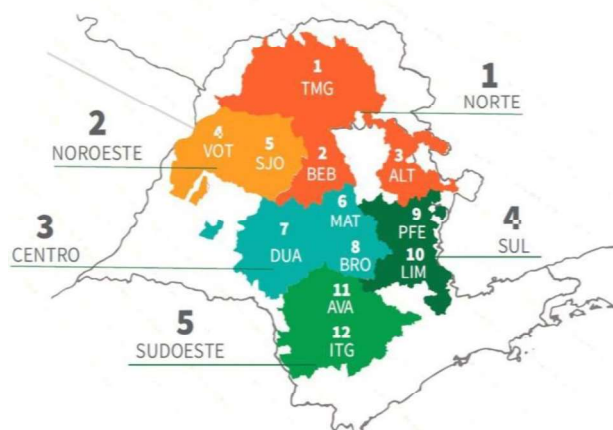 1
TMG
1
NORTE
2
NOROESTE
4
VOT
5
SJO
2
BEB
3
ALT
6
MAT
3
CENTRO
7
DUA
8
BRO
9
PFE
10
LIM
4
SUL
11
AVA
5
SUDOESTE
12
ITG